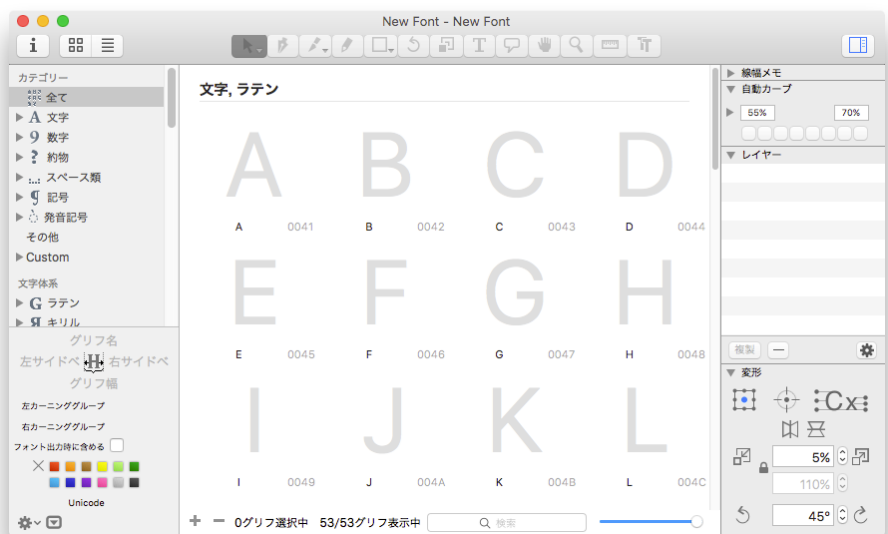 New Font - New Font
カテゴリー
全て
文字
数字
約物
スペース類
記号
発音記号
その他
Custom
文字体系
ラテン
キリル
グリフ名
左サイドベ 右サイドベ
グリフ幅
左カーニンググループ
右カーニンググループ
フォント出力時に含める
Unicode
文字, ラテン
A B C D
A 0041 B 0042 C 0043 D 0044
E F G H
E 0045 F 0046 G 0047 H 0048
I J K L
I 0049 J 004A K 004B L 004C
0グリフ選択中 53/53グリフ表示中 検索
線幅メモ
自動カーブ
55% 70%
レイヤー
複製
変形
Cx
5%
110%
45°